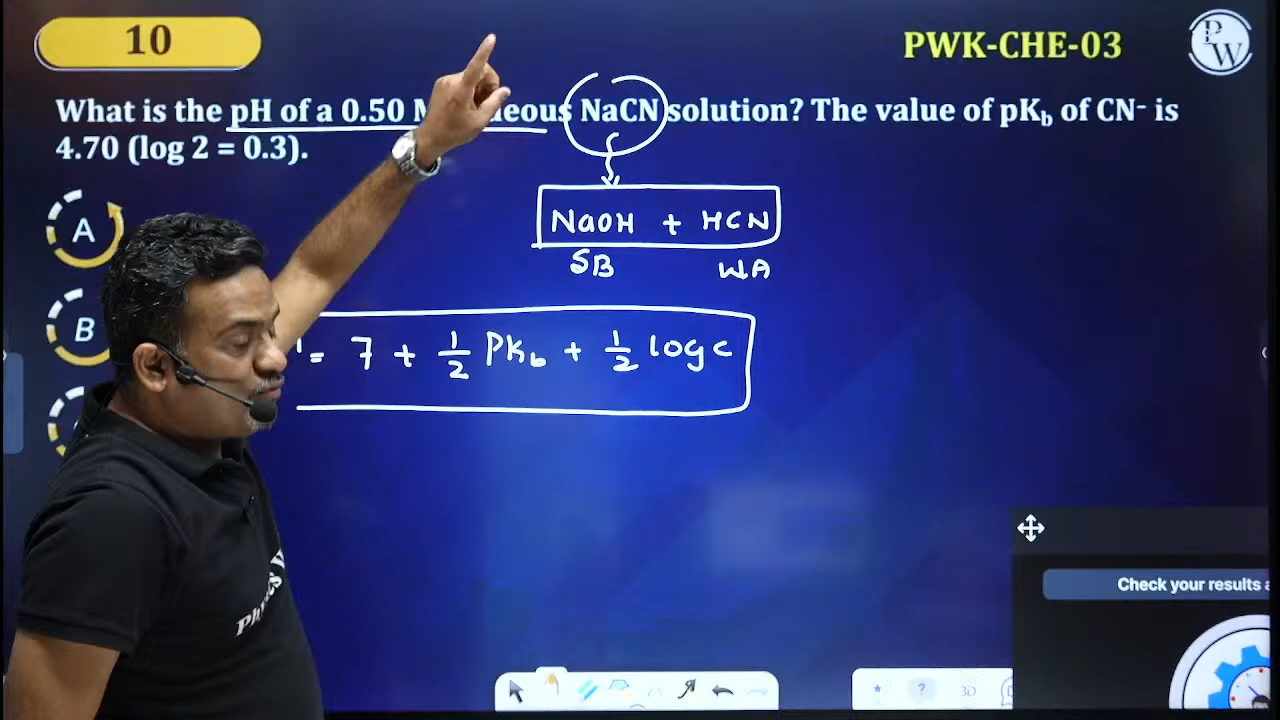 10
PWK-CHE-03
P
W
What is the pH of a 0.50 M aqueous NaCN solution? The value of pKb of CN- is
4.70 (log 2 = 0.3).
NaOH + HCN
SB WA
A
= 7 + 1/2 PKb + 1/2 log c
B
Physics W
Check your results
? 3D